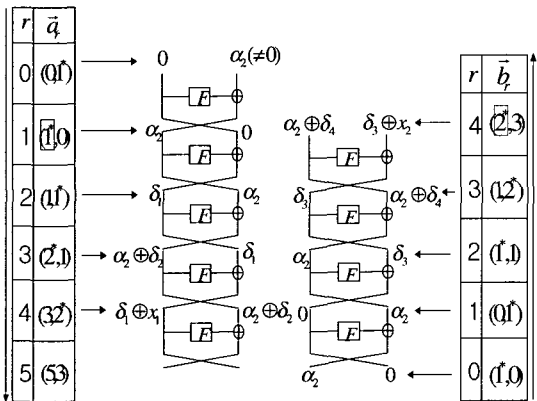 r a⃗_r
0 (0,1*)
1 (1*,0)
2 (1,1*)
3 (2*,1)
4 (3,2*)
5 (5,3)
0 α₂(≠0)
F
α₂ 0
F
δ₁ α₂
F
α₂⊕δ₂ δ₁
F
δ₁⊕x₁ α₂⊕δ₂
F
α₂⊕δ₄ δ₃⊕x₂
F
δ₃ α₂⊕δ₄
F
α₂ δ₃
F
0 α₂
F
α₂ 0
r b⃗_r
4 (2*,3)
3 (1,2*)
2 (1*,1)
1 (0,1*)
0 (1*,0)